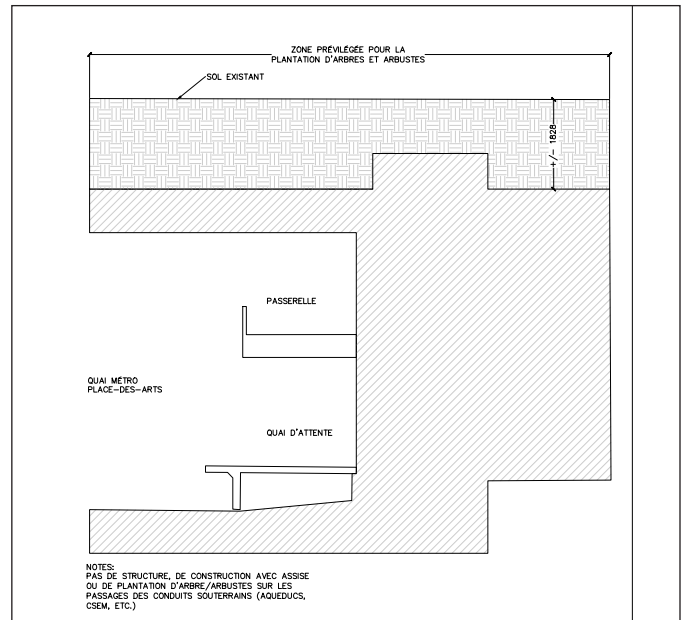 ZONE PRÉVILÉGÉE POUR LA
PLANTATION D'ARBRES ET ARBUSTES
SOL EXISTANT
+/- 1828
PASSERELLE
QUAI MÉTRO
PLACE-DES-ARTS
QUAI D'ATTENTE
NOTES:
PAS DE STRUCTURE, DE CONSTRUCTION AVEC ASSISE
OU DE PLANTATION D'ARBRE/ARBUSTES SUR LES
PASSAGES DES CONDUITS SOUTERRAINS (AQUEDUCS,
CSEM, ETC.)